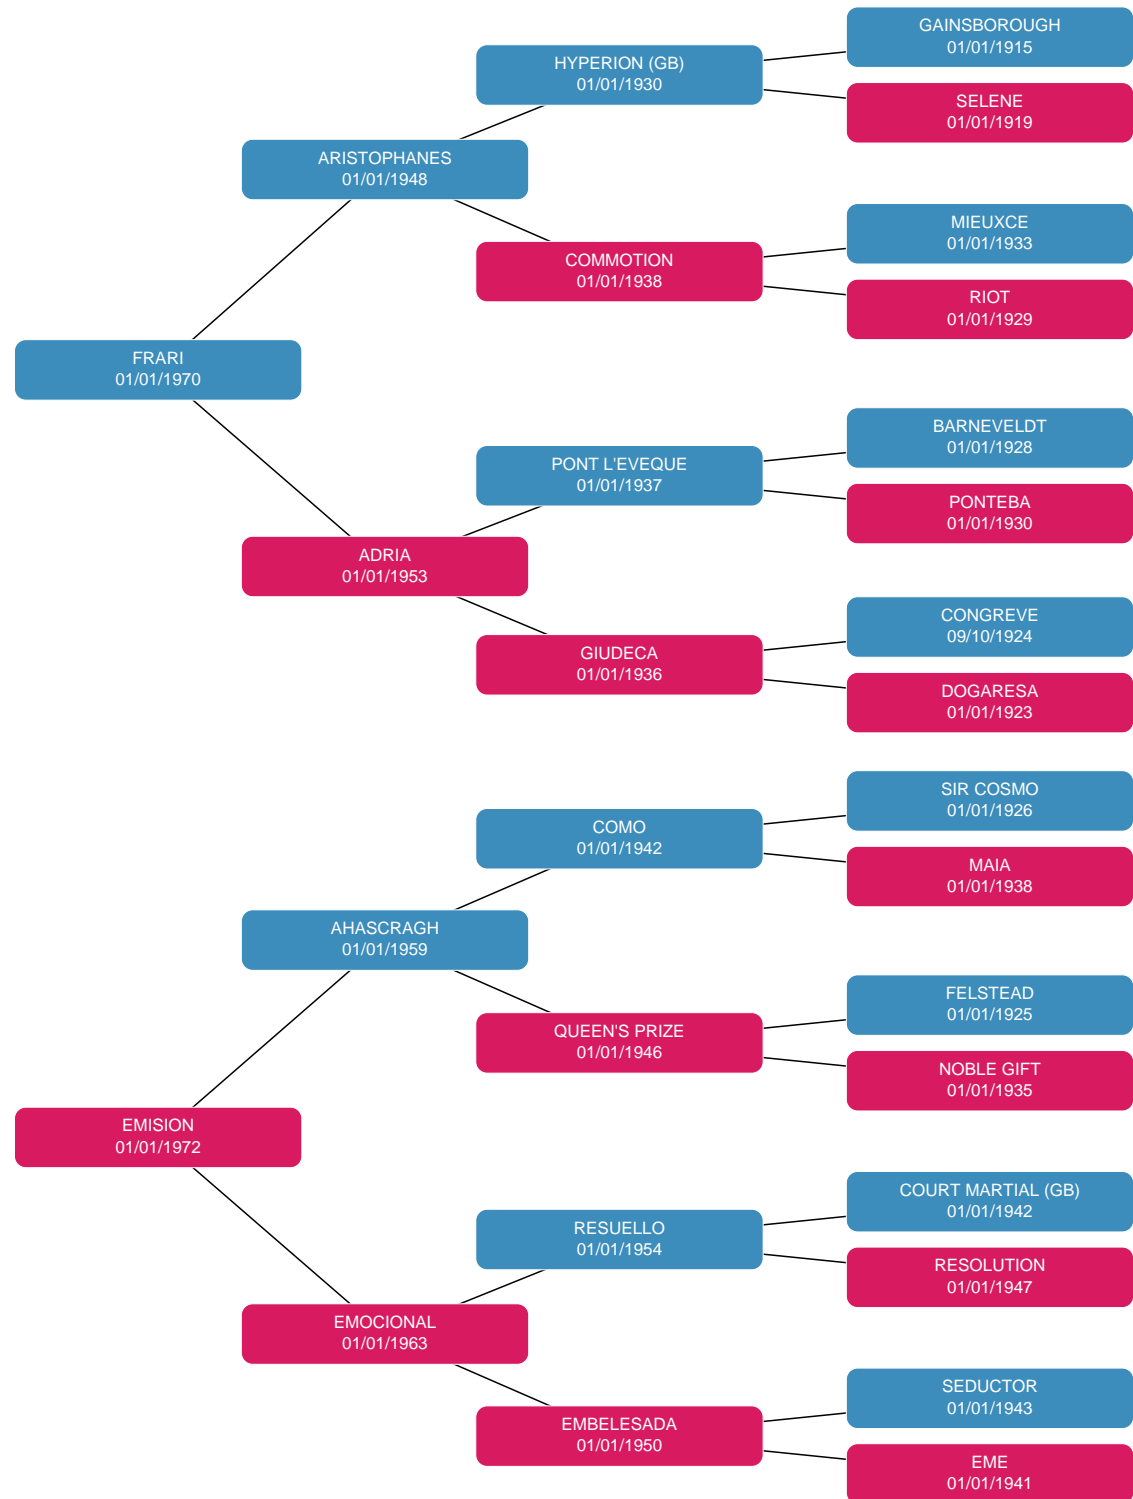 GAINSBOROUGH
01/01/1915
HYPERION (GB)
01/01/1930
SELENE
01/01/1919
ARISTOPHANES
01/01/1948
MIEUXCE
01/01/1933
COMMOTION
01/01/1938
RIOT
01/01/1929
FRARI
01/01/1970
BARNEVELDT
01/01/1928
PONT L'EVEQUE
01/01/1937
PONTEBA
01/01/1930
ADRIA
01/01/1953
CONGREVE
09/10/1924
GIUDECA
01/01/1936
DOGARESA
01/01/1923
SIR COSMO
01/01/1926
COMO
01/01/1942
MAIA
01/01/1938
AHASCRAGH
01/01/1959
FELSTEAD
01/01/1925
QUEEN'S PRIZE
01/01/1946
NOBLE GIFT
01/01/1935
EMISION
01/01/1972
COURT MARTIAL (GB)
01/01/1942
RESUELLO
01/01/1954
RESOLUTION
01/01/1947
EMOCIONAL
01/01/1963
SEDUCTOR
01/01/1943
EMBELESADA
01/01/1950
EME
01/01/1941